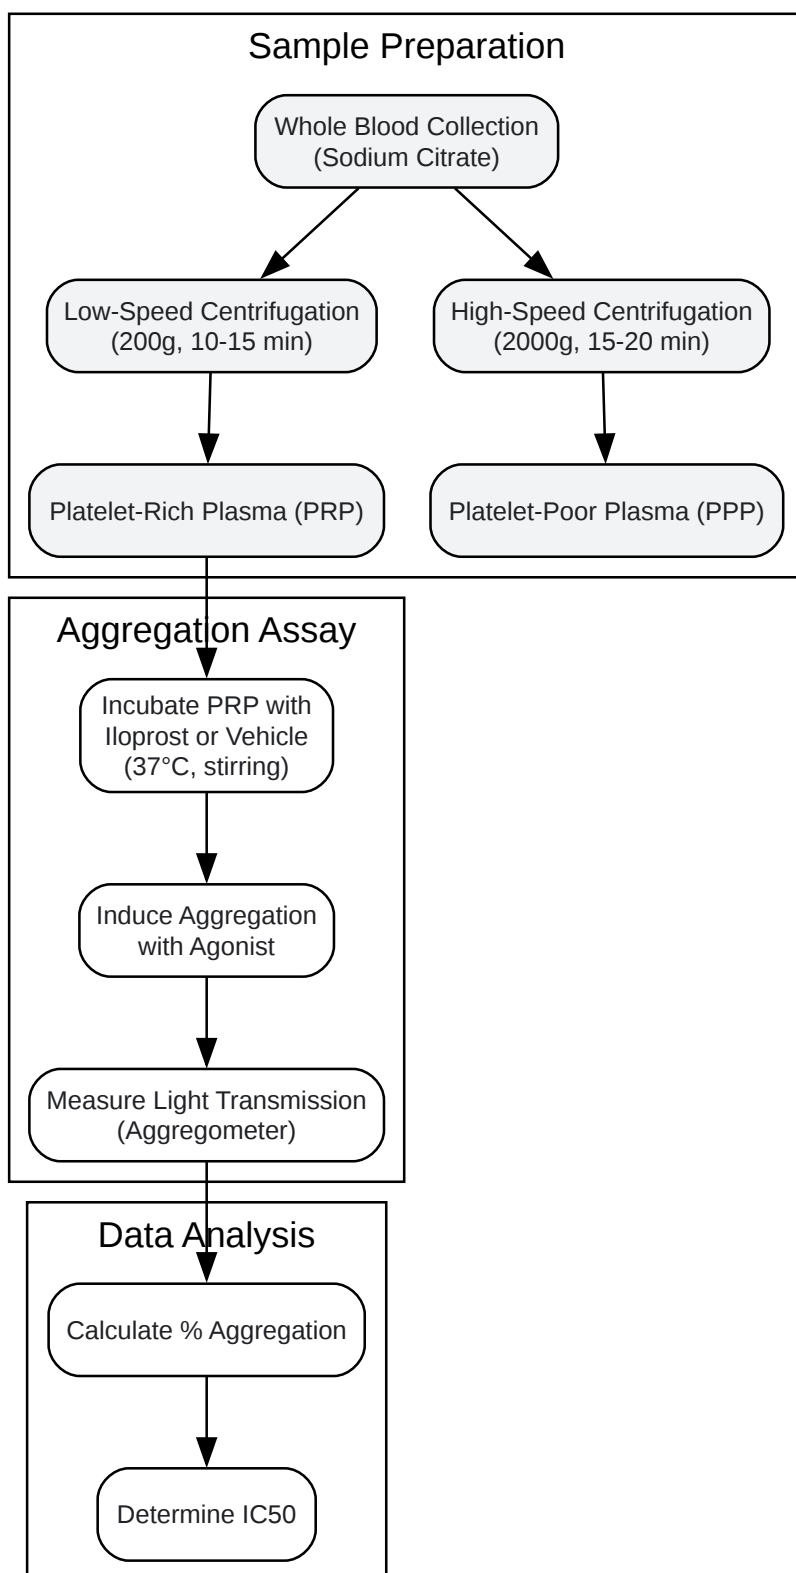 Sample Preparation
Whole Blood Collection
(Sodium Citrate)
Low-Speed Centrifugation
(200g, 10-15 min)
High-Speed Centrifugation
(2000g, 15-20 min)
Platelet-Rich Plasma (PRP)
Platelet-Poor Plasma (PPP)
Aggregation Assay
Incubate PRP with
Iloprost or Vehicle
(37°C, stirring)
Induce Aggregation
with Agonist
Measure Light Transmission
(Aggregometer)
Data Analysis
Calculate % Aggregation
Determine IC50